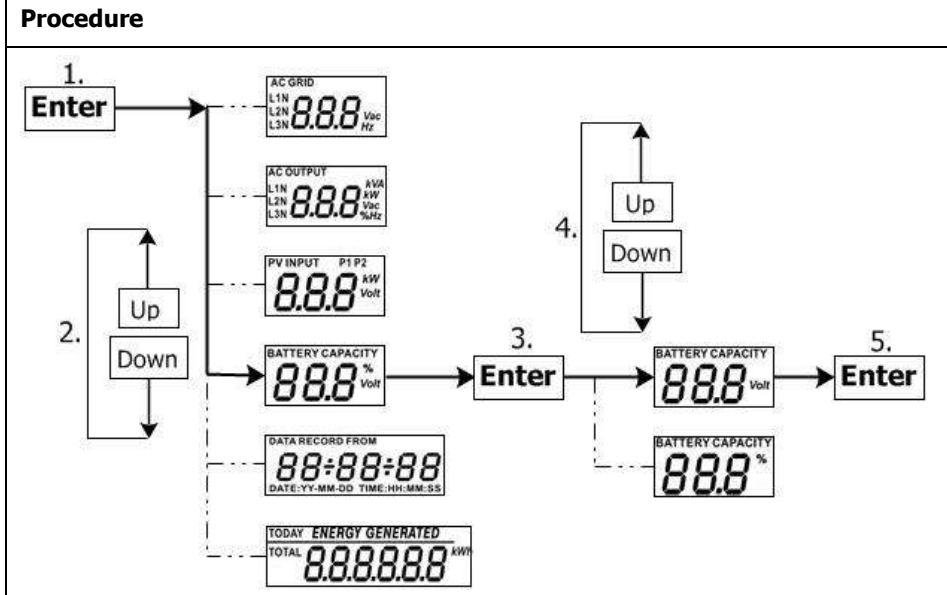 Procedure
1.
Enter
AC GRID
L1N
L2N
L3N
8.8.8
Vac
Hz
AC OUTPUT
L1N
L2N
L3N
8.8.8
kVA
kW
Vac
%Hz
PV INPUT P1 P2
8.8.8
kW
Volt
2.
Up
Down
BATTERY CAPACITY
88.8
%
Volt
3.
Enter
4.
Up
Down
BATTERY CAPACITY
88.8
Volt
5.
Enter
BATTERY CAPACITY
88.8
%
DATA RECORD FROM
88:88:88
DATE:YY-MM-DD TIME:HH:MM:SS
TODAY ENERGY GENERATED
TOTAL
8.8.8.8.8.8
kWh